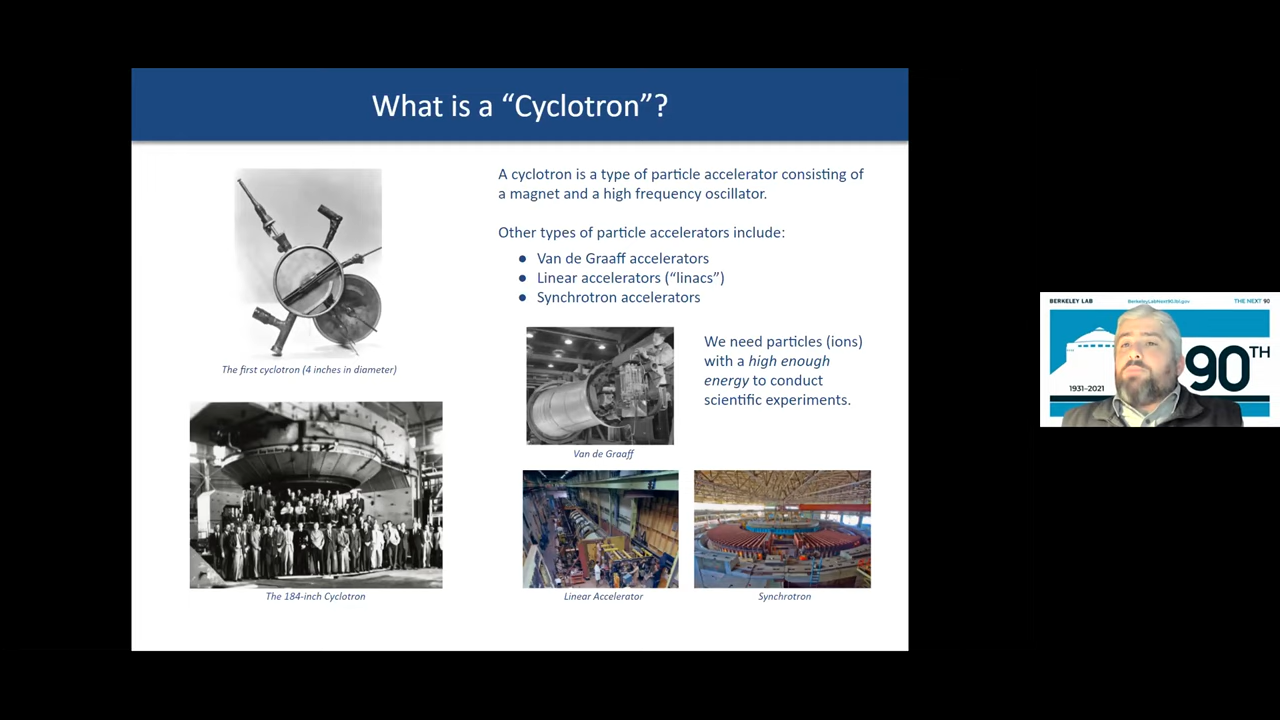 What is a “Cyclotron”?
The first cyclotron (4 inches in diameter)
The 184-inch Cyclotron
A cyclotron is a type of particle accelerator consisting of
a magnet and a high frequency oscillator.
Other types of particle accelerators include:
● Van de Graaff accelerators
● Linear accelerators (“linacs”)
● Synchrotron accelerators
We need particles (ions)
with a high enough
energy to conduct
scientific experiments.
Van de Graaff
Linear Accelerator
Synchrotron
BERKELEY LAB
BerkeleyLabNext90.lbl.gov
THE NEXT 90
90TH
1931–2021